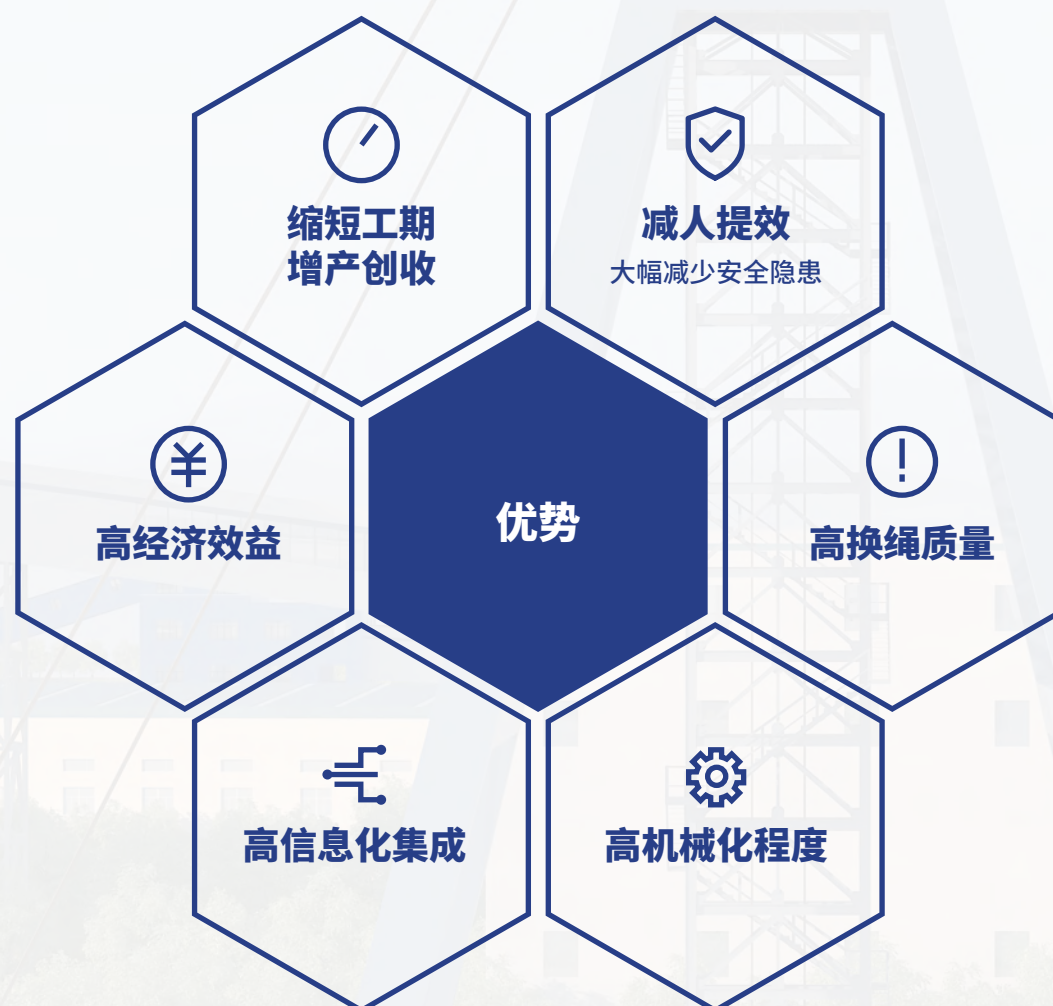 缩短工期
增产创收
减人提效
大幅减少安全隐患
高经济效益
优势
高换绳质量
高信息化集成
高机械化程度